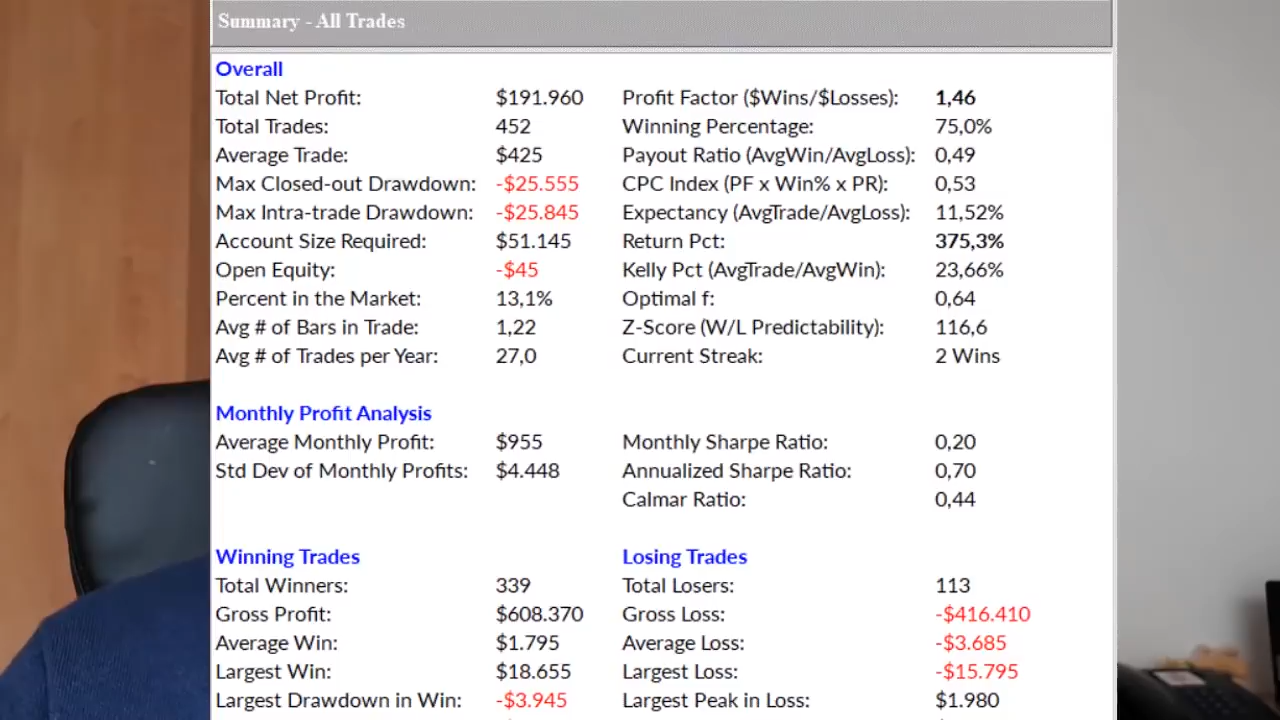 Summary - All Trades
Overall
Total Net Profit: $191.960 Profit Factor ($Wins/$Losses): 1,46
Total Trades: 452 Winning Percentage: 75,0%
Average Trade: $425 Payout Ratio (AvgWin/AvgLoss): 0,49
Max Closed-out Drawdown: -$25.555 CPC Index (PF x Win% x PR): 0,53
Max Intra-trade Drawdown: -$25.845 Expectancy (AvgTrade/AvgLoss): 11,52%
Account Size Required: $51.145 Return Pct: 375,3%
Open Equity: -$45 Kelly Pct (AvgTrade/AvgWin): 23,66%
Percent in the Market: 13,1% Optimal f: 0,64
Avg # of Bars in Trade: 1,22 Z-Score (W/L Predictability): 116,6
Avg # of Trades per Year: 27,0 Current Streak: 2 Wins
Monthly Profit Analysis
Average Monthly Profit: $955 Monthly Sharpe Ratio: 0,20
Std Dev of Monthly Profits: $4.448 Annualized Sharpe Ratio: 0,70
Calmar Ratio: 0,44
Winning Trades Losing Trades
Total Winners: 339 Total Losers: 113
Gross Profit: $608.370 Gross Loss: -$416.410
Average Win: $1.795 Average Loss: -$3.685
Largest Win: $18.655 Largest Loss: -$15.795
Largest Drawdown in Win: -$3.945 Largest Peak in Loss: $1.980